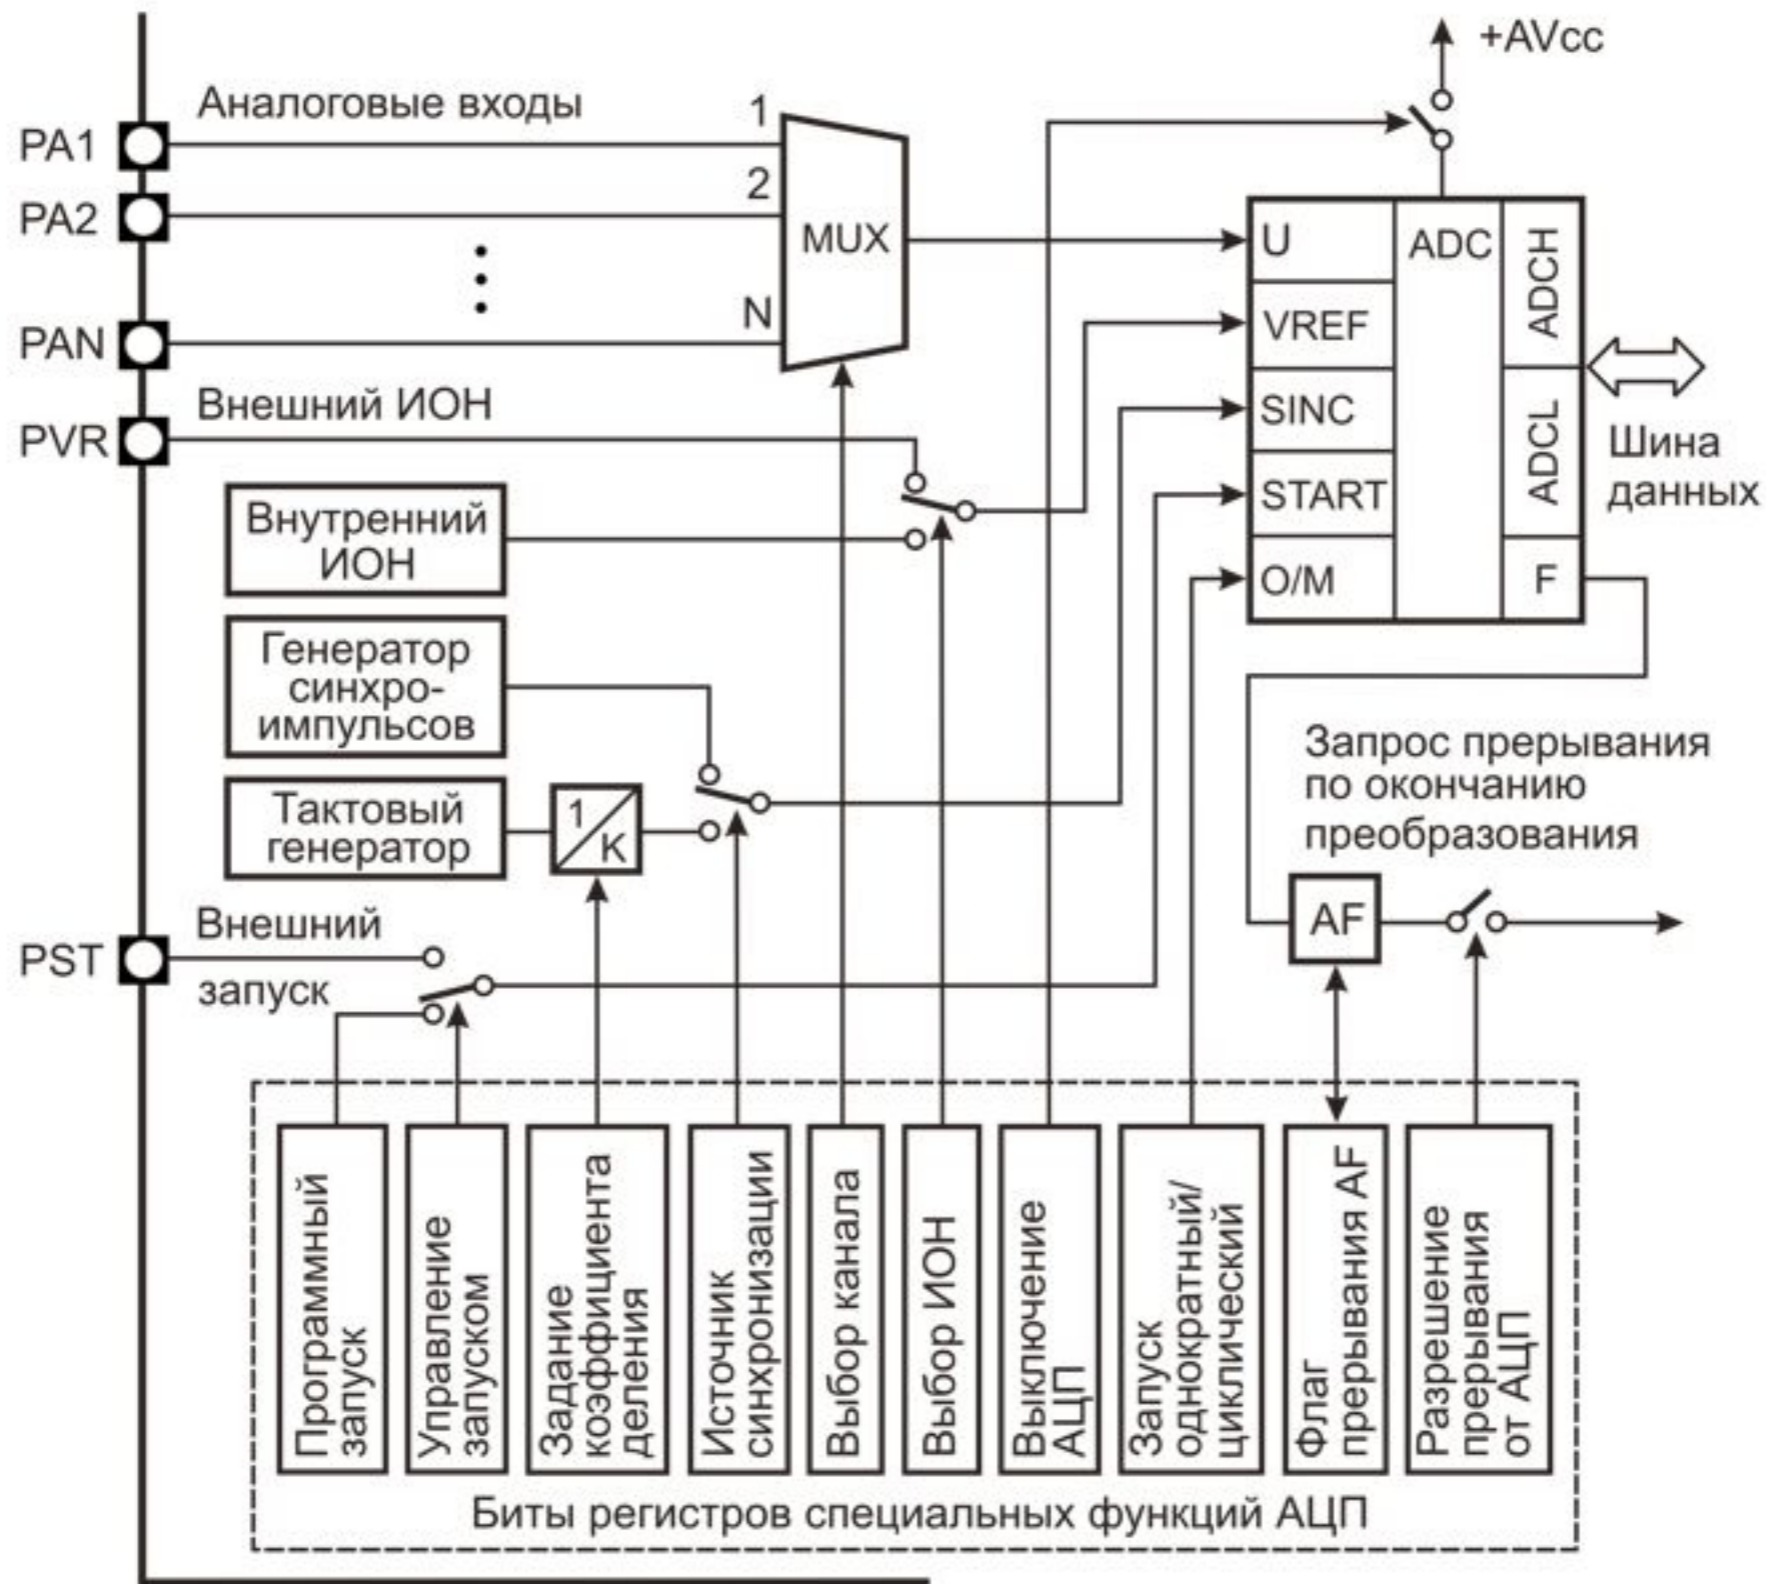 +AVcc
Аналоговые входы
1
PA1
2
PA2
MUX
N
PAN
U
ADC
ADCH
VREF
SINC
ADCL
START
O/M
F
Шина
данных
Внешний ИОН
PVR
Внутренний
ИОН
Генератор
синхро-
импульсов
Тактовый
генератор
1
K
Запрос прерывания
по окончанию
преобразования
AF
Внешний
PST
запуск
Программный
запуск
Управление
запуском
Задание
коэффициента
деления
Источник
синхронизации
Выбор канала
Выбор ИОН
Выключение
АЦП
Запуск
однократный/
циклический
Флаг
прерывания AF
Разрешение
прерывания
от АЦП
Биты регистров специальных функций АЦП